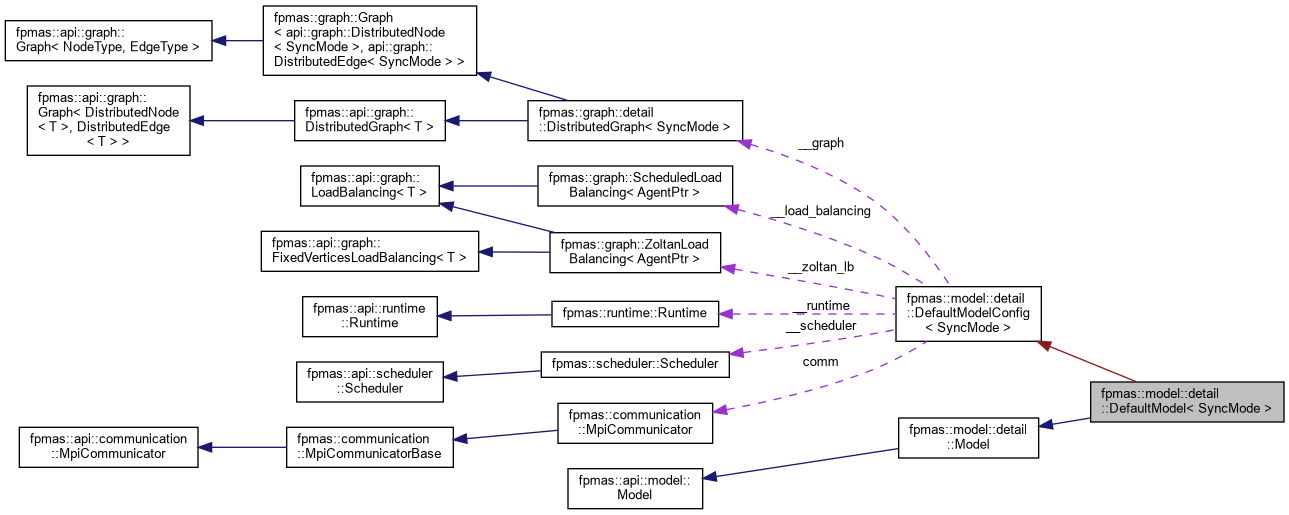 fpmas::api::graph::
Graph< NodeType, EdgeType >
fpmas::graph::Graph
< api::graph::DistributedNode
< SyncMode >, api::graph::
DistributedEdge< SyncMode > >
fpmas::api::graph::
Graph< DistributedNode
< T >, DistributedEdge
< T > >
fpmas::api::graph::
DistributedGraph< T >
fpmas::graph::detail
::DistributedGraph< SyncMode >
__graph
fpmas::api::graph::
LoadBalancing< T >
fpmas::graph::ScheduledLoad
Balancing< AgentPtr >
__load_balancing
fpmas::api::graph::
FixedVerticesLoadBalancing< T >
fpmas::graph::ZoltanLoad
Balancing< AgentPtr >
__zoltan_lb
fpmas::api::runtime
::Runtime
fpmas::runtime::Runtime
__runtime
fpmas::model::detail
::DefaultModelConfig
< SyncMode >
fpmas::api::scheduler
::Scheduler
fpmas::scheduler::Scheduler
__scheduler
comm
fpmas::model::detail
::DefaultModel< SyncMode >
fpmas::api::communication
::MpiCommunicator
fpmas::communication
::MpiCommunicatorBase
fpmas::communication
::MpiCommunicator
fpmas::model::detail
::Model
fpmas::api::model::
Model